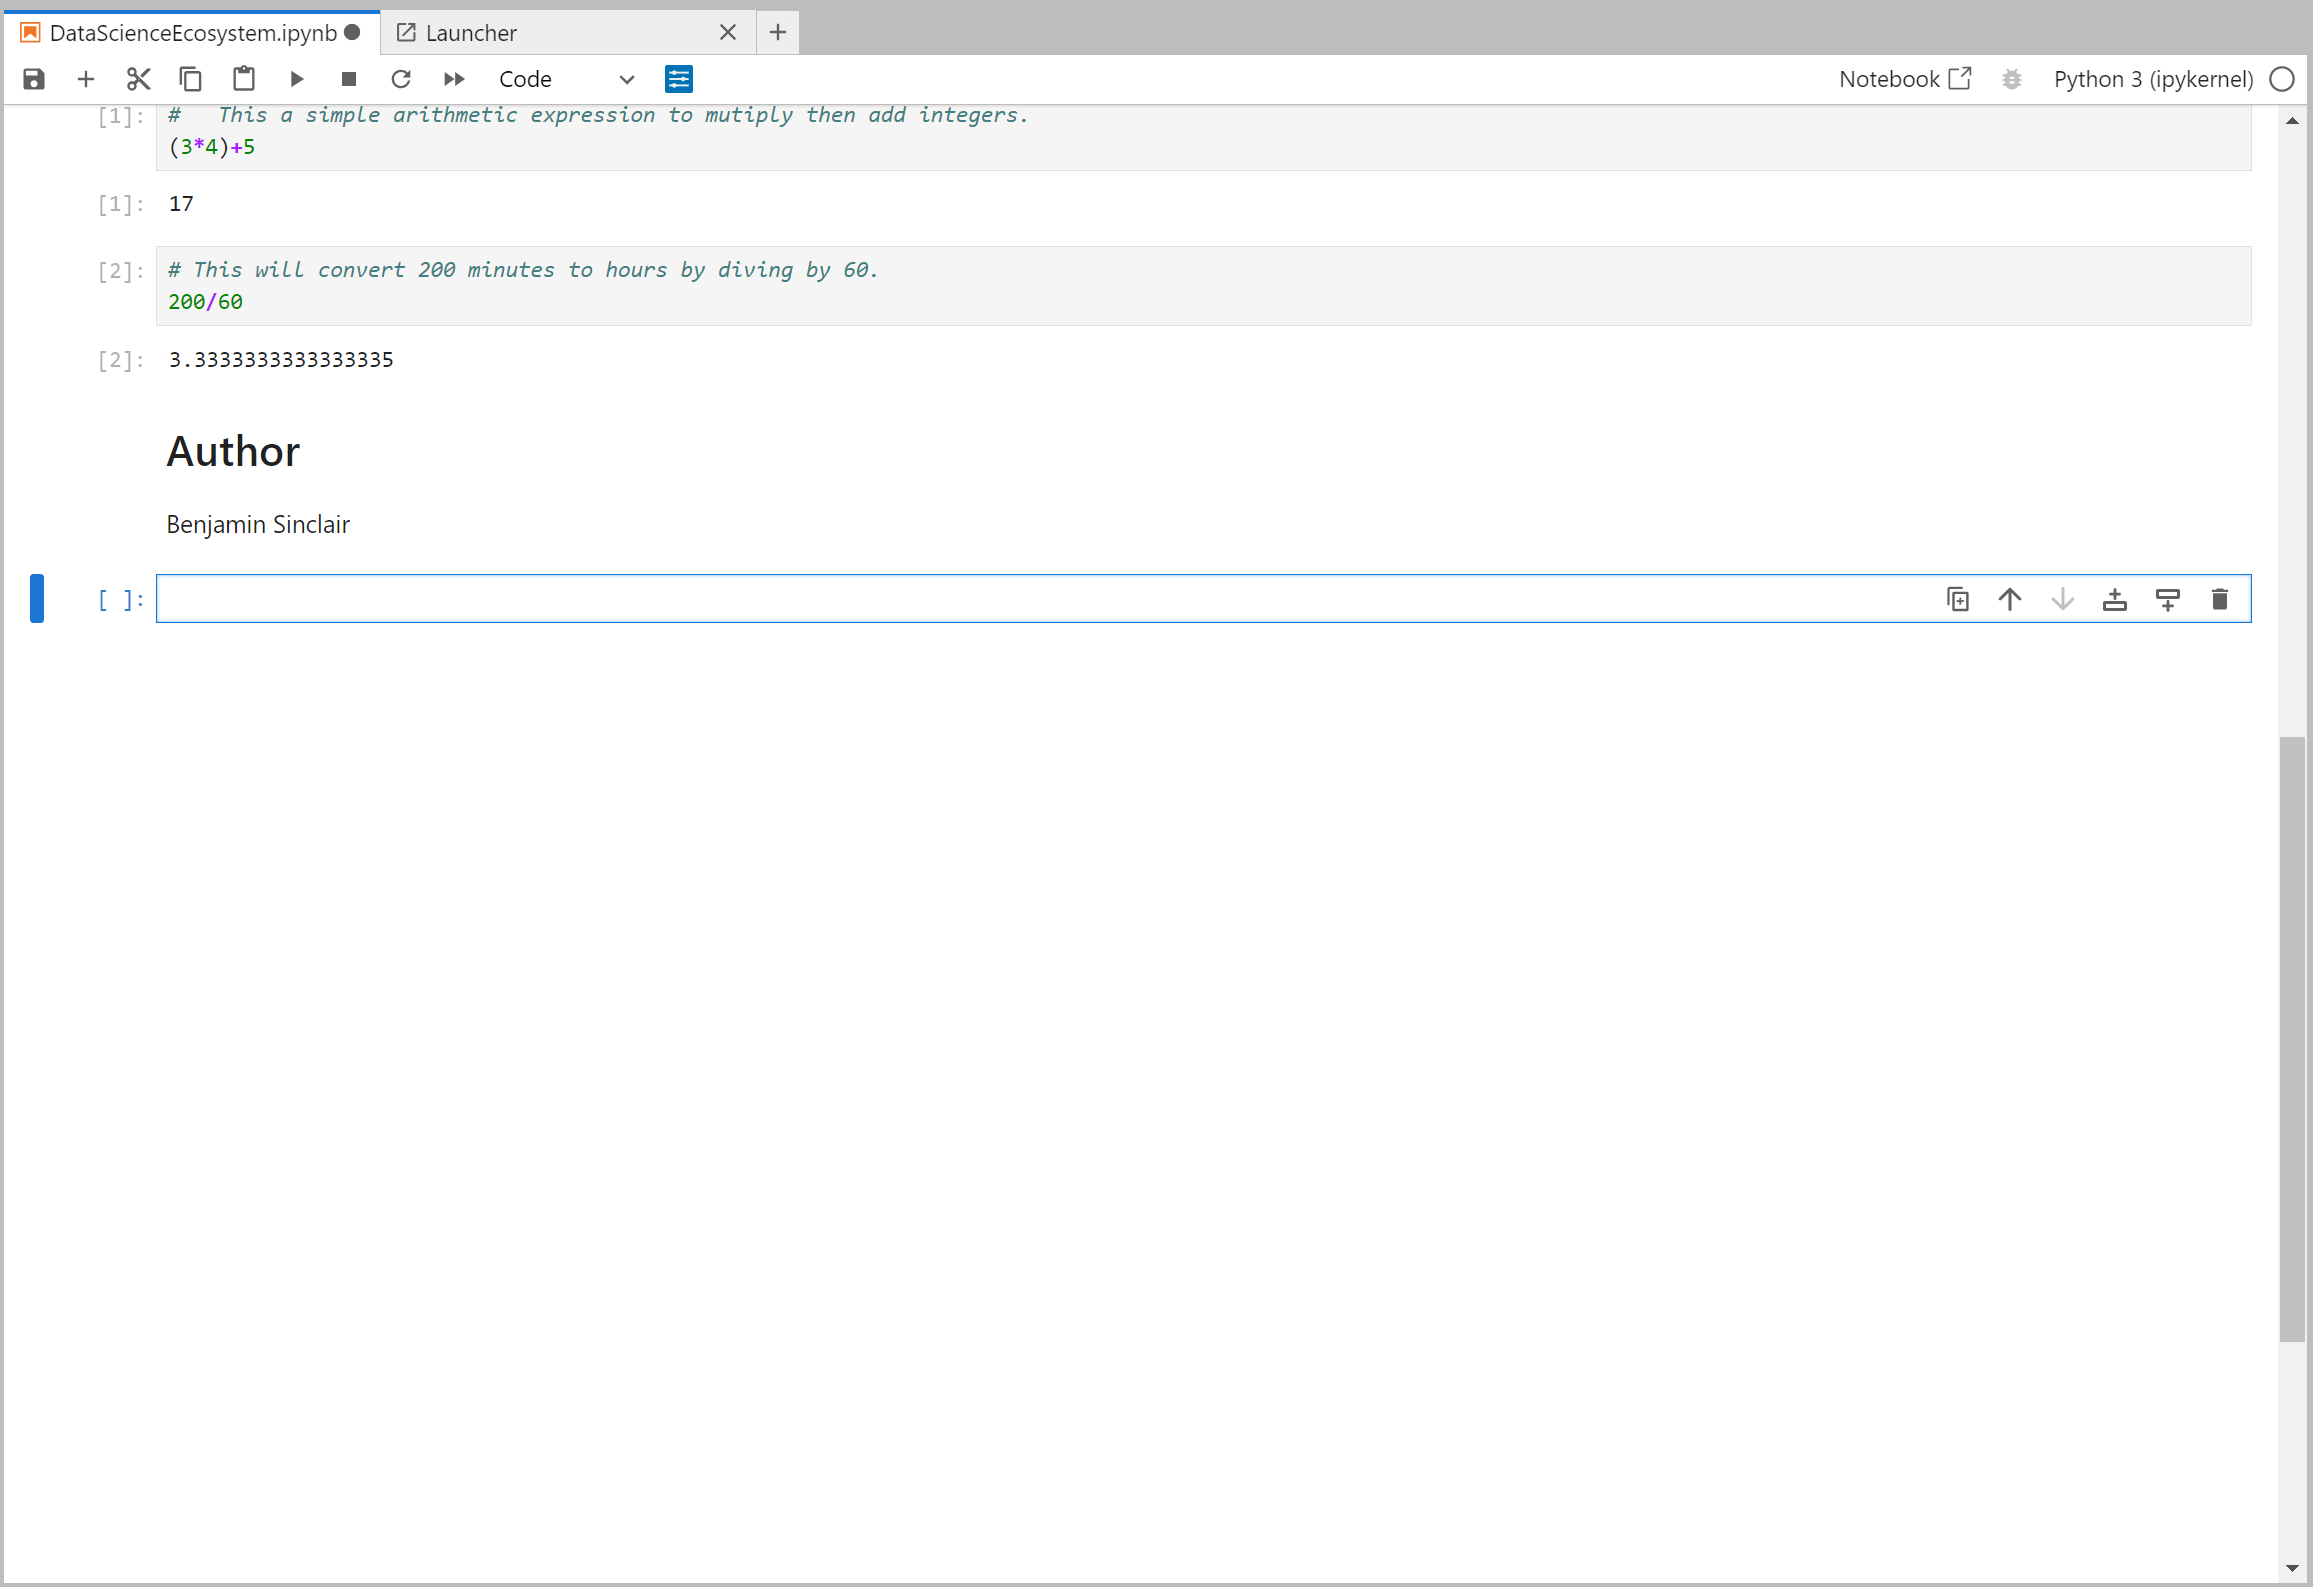 DataScienceEcosystem.ipynb
Launcher
Code
Notebook
Python 3 (ipykernel)
[1]: # This a simple arithmetic expression to mutiply then add integers.
(3*4)+5
[1]: 17
[2]: # This will convert 200 minutes to hours by diving by 60.
200/60
[2]: 3.3333333333333335
Author
Benjamin Sinclair
[ ]: